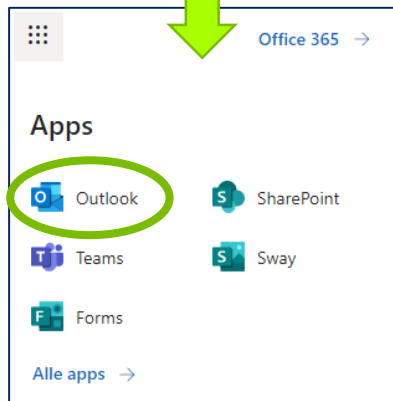 Office 365 →
Apps
Outlook
SharePoint
Teams
Sway
Forms
Alle apps →